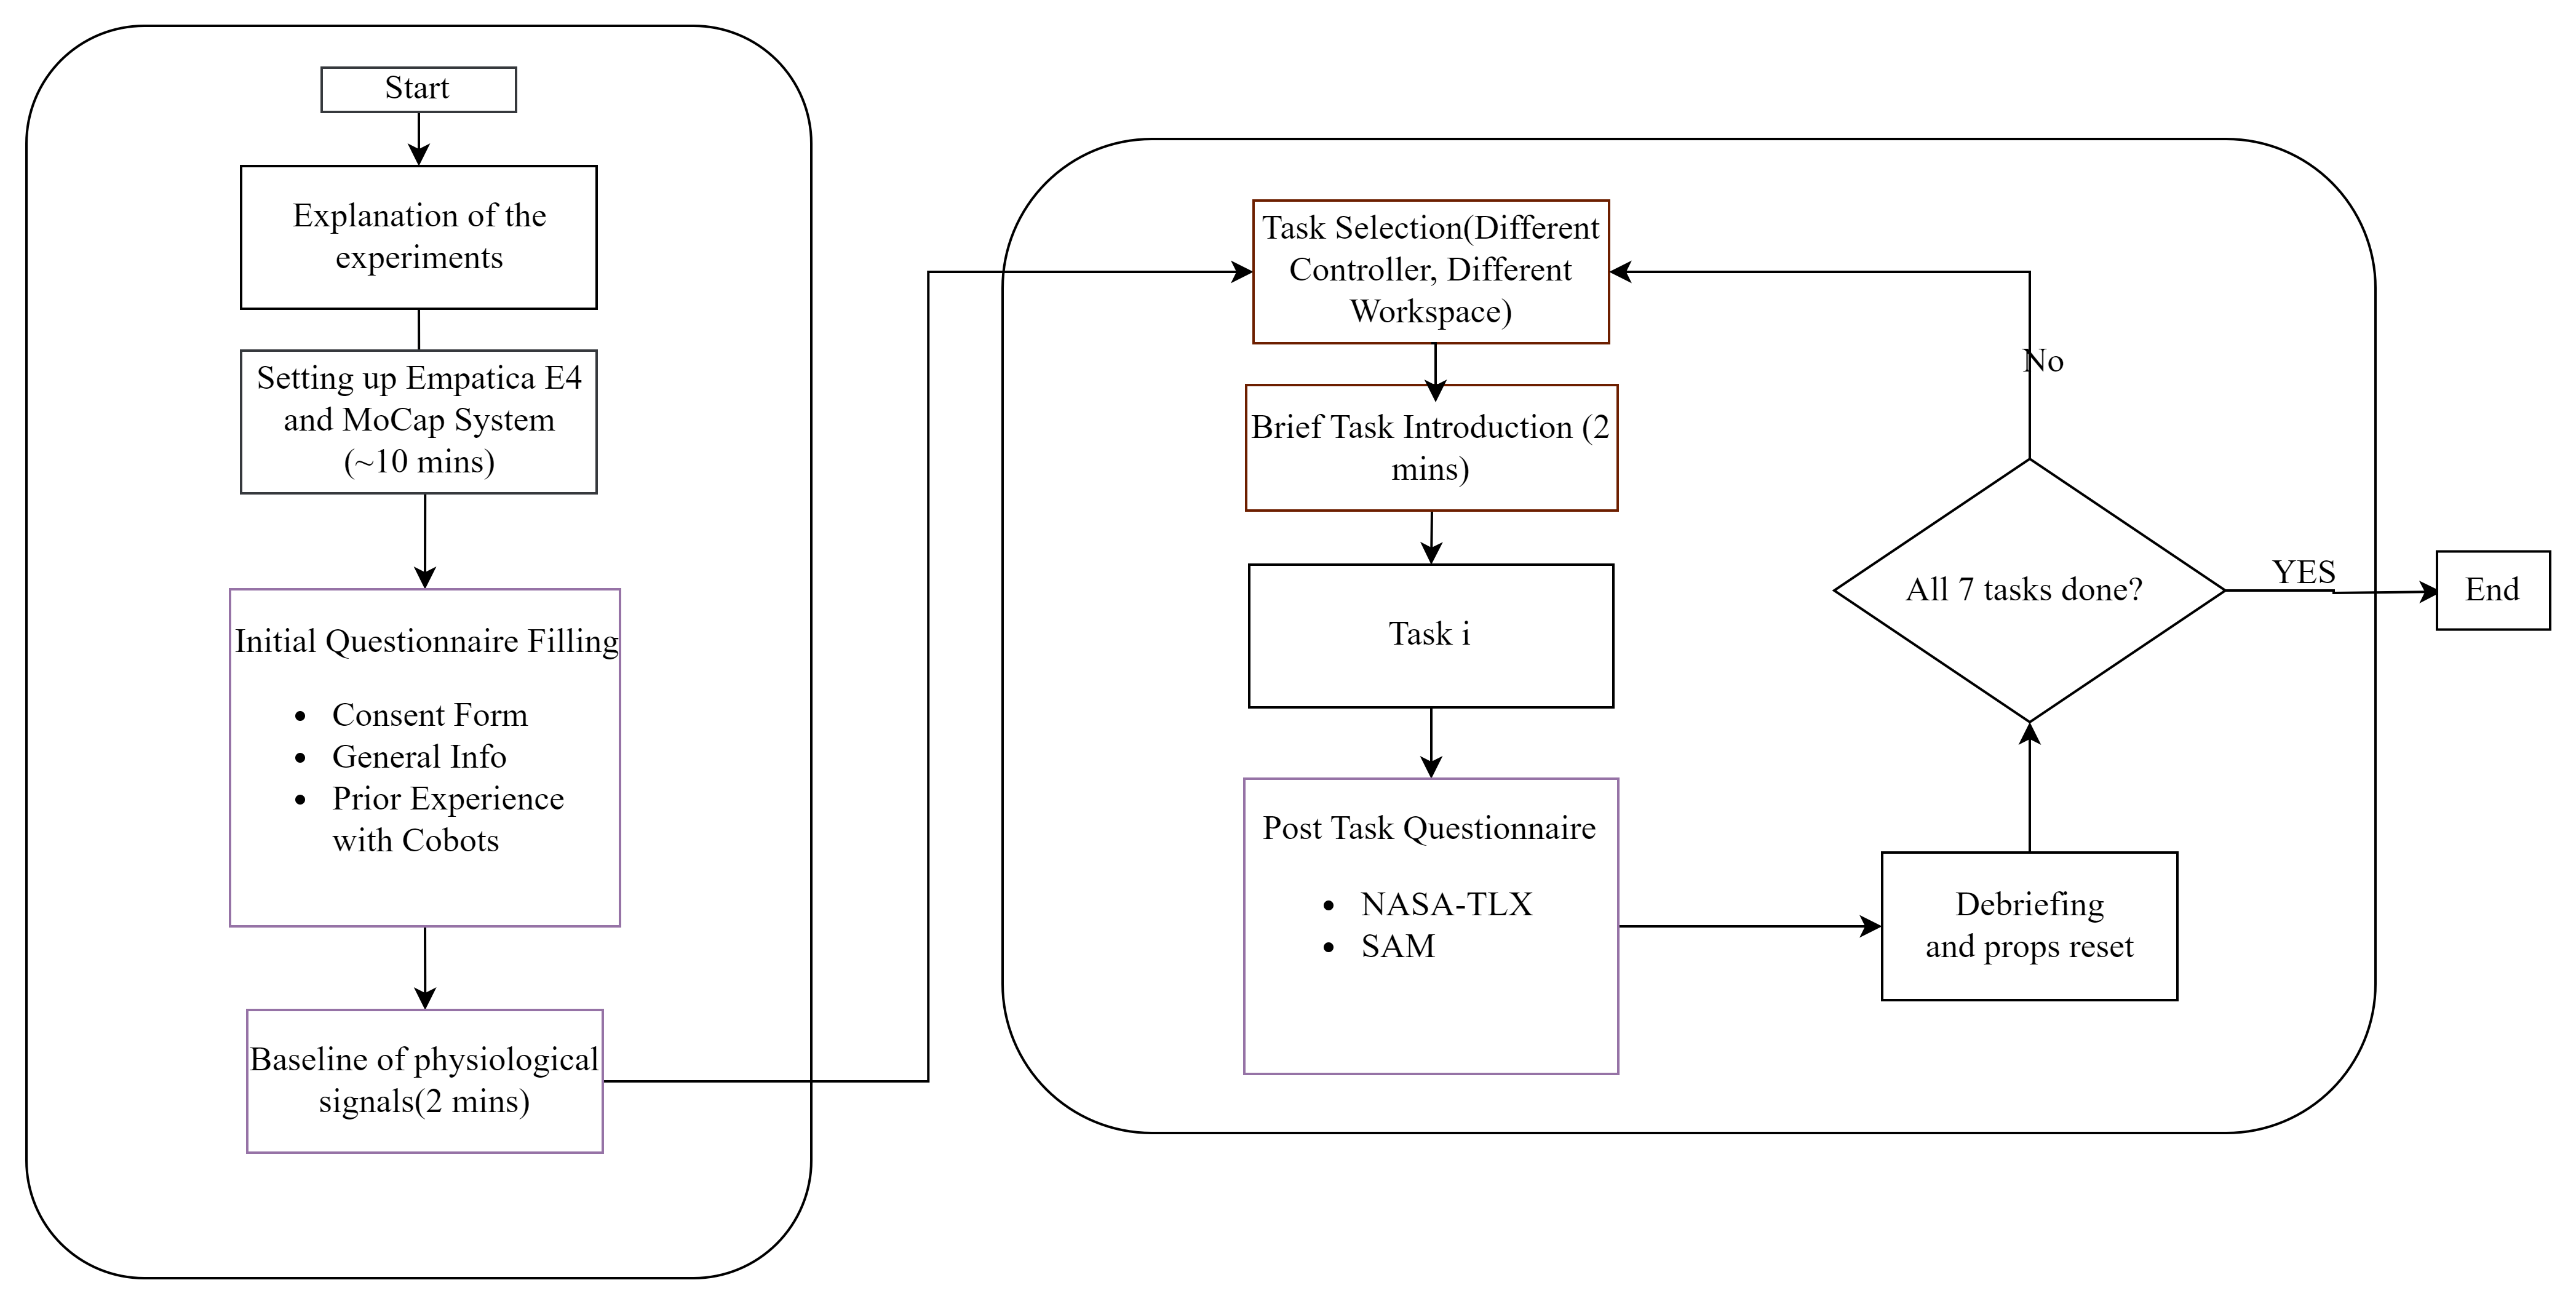 Start
Explanation of the
experiments
Setting up Empatica E4
and MoCap System
(~10 mins)
Initial Questionnaire Filling
• Consent Form
• General Info
• Prior Experience
with Cobots
Baseline of physiological
signals(2 mins)
Task Selection(Different
Controller, Different
Workspace)
Brief Task Introduction (2
mins)
Task i
Post Task Questionnaire
• NASA-TLX
• SAM
Debriefing
and props reset
All 7 tasks done?
No
YES
End